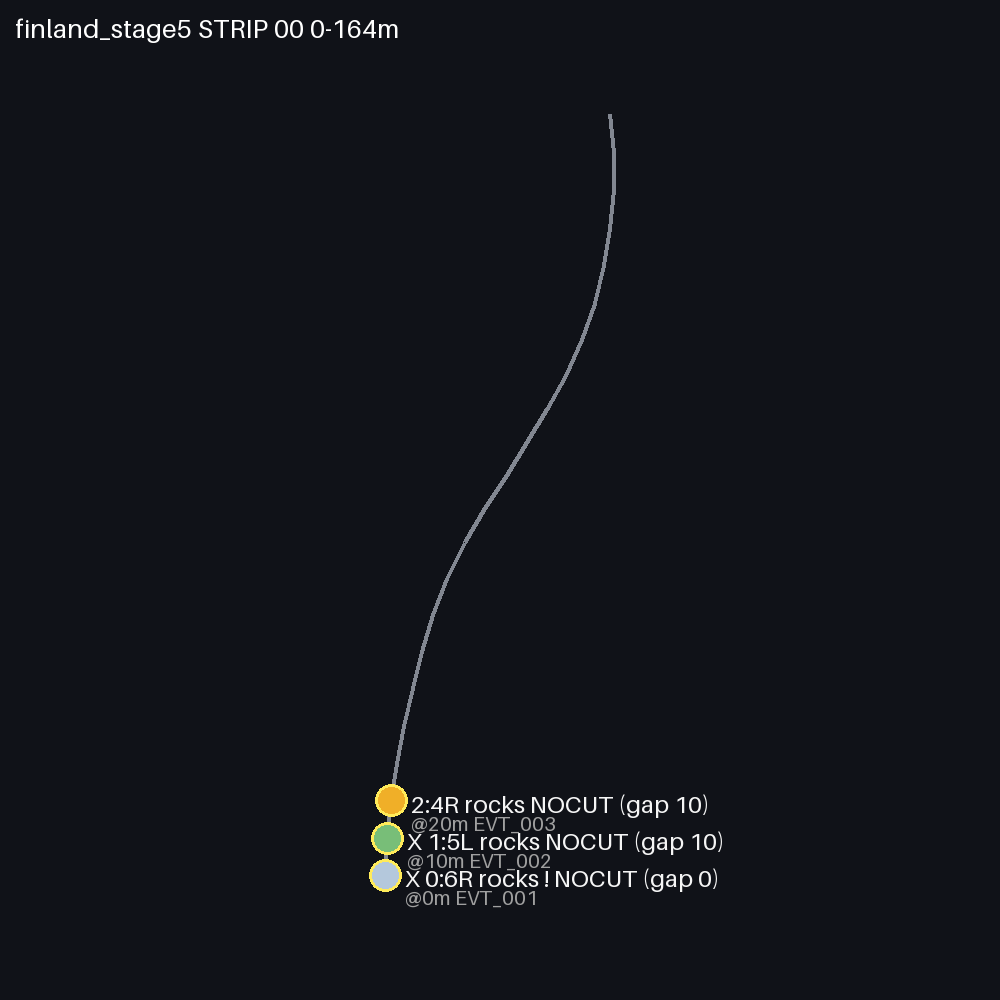 finland_stage5 STRIP 00 0-164m
2:4R rocks NOCUT (gap 10)
@20m EVT_003
X 1:5L rocks NOCUT (gap 10)
@10m EVT_002
X 0:6R rocks ! NOCUT (gap 0)
@0m EVT_001